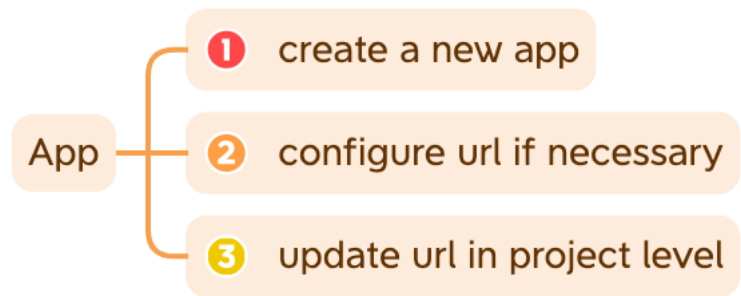 App
1 create a new app
2 configure url if necessary
3 update url in project level